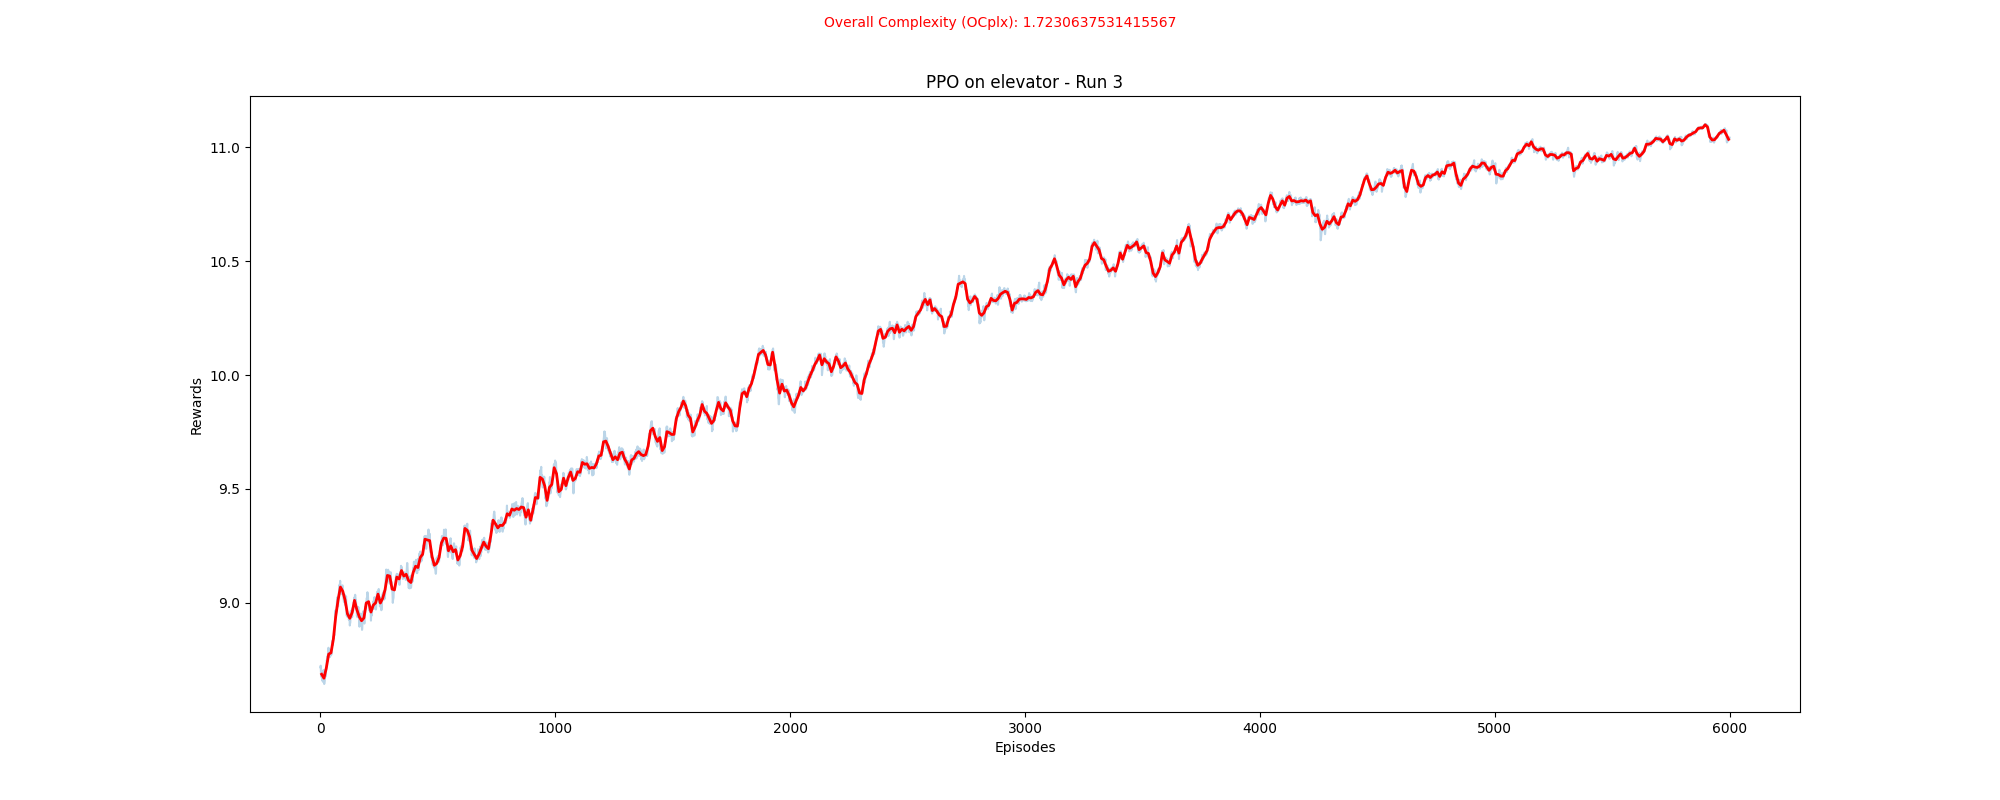 Overall Complexity (OCplx): 1.7230637531415567
PPO on elevator - Run 3
Rewards
11.0
10.5
10.0
9.5
9.0
0 1000 2000 3000 4000 5000 6000
Episodes